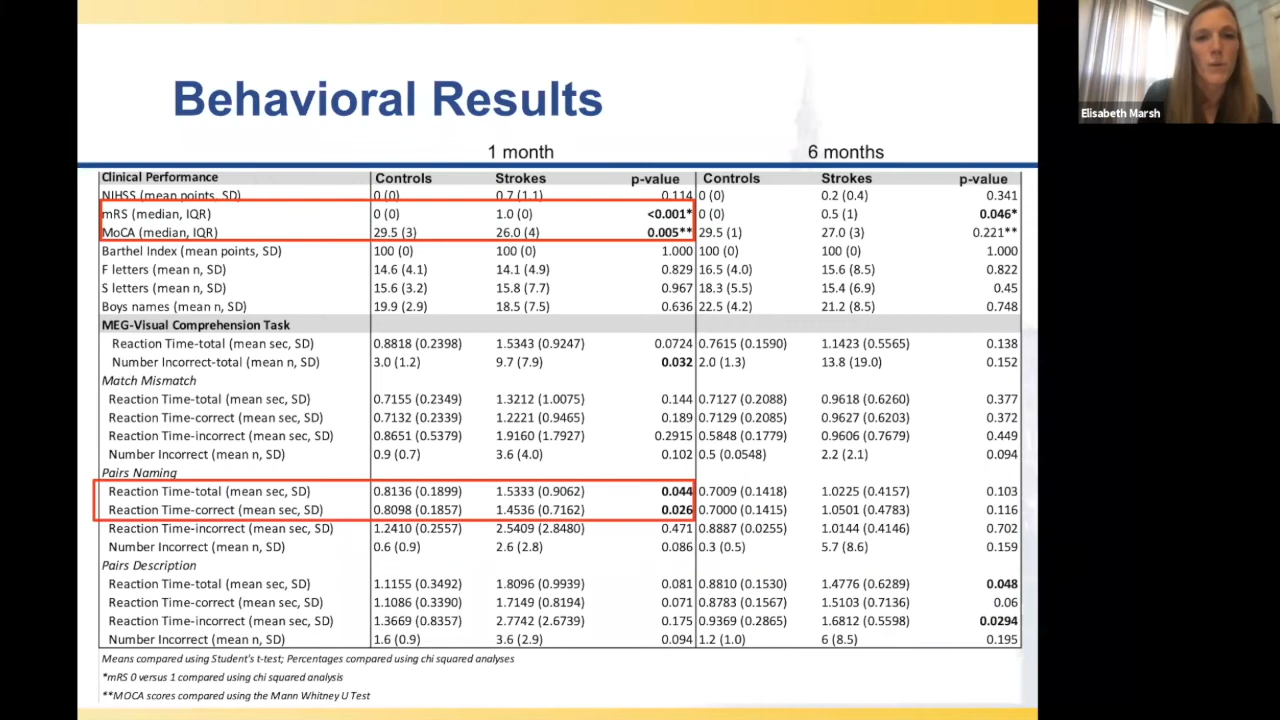 Elisabeth Marsh
Behavioral Results
1 month 6 months
Clinical Performance Controls Strokes p-value Controls Strokes p-value
NIHSS (mean points, SD) 0 (0) 0.7 (1.1) 0.114 0 (0) 0.2 (0.4) 0.341
mRS (median, IQR) 0 (0) 1.0 (0) <0.001* 0 (0) 0.5 (1) 0.046*
MoCA (median, IQR) 29.5 (3) 26.0 (4) 0.005** 29.5 (1) 27.0 (3) 0.221**
Barthel Index (mean points, SD) 100 (0) 100 (0) 1.000 100 (0) 100 (0) 1.000
F letters (mean n, SD) 14.6 (4.1) 14.1 (4.9) 0.829 16.5 (4.0) 15.6 (8.5) 0.822
S letters (mean n, SD) 15.6 (3.2) 15.8 (7.7) 0.967 18.3 (5.5) 15.4 (6.9) 0.45
Boys names (mean n, SD) 19.9 (2.9) 18.5 (7.5) 0.636 22.5 (4.2) 21.2 (8.5) 0.748
MEG-Visual Comprehension Task
Reaction Time-total (mean sec, SD) 0.8818 (0.2398) 1.5343 (0.9247) 0.0724 0.7615 (0.1590) 1.1423 (0.5565) 0.138
Number Incorrect-total (mean n, SD) 3.0 (1.2) 9.7 (7.9) 0.032 2.0 (1.3) 13.8 (19.0) 0.152
Match Mismatch
Reaction Time-total (mean sec, SD) 0.7155 (0.2349) 1.3212 (1.0075) 0.144 0.7127 (0.2088) 0.9618 (0.6260) 0.377
Reaction Time-correct (mean sec, SD) 0.7132 (0.2339) 1.2221 (0.9465) 0.189 0.7129 (0.2085) 0.9627 (0.6203) 0.372
Reaction Time-incorrect (mean sec, SD) 0.8651 (0.5379) 1.9160 (1.7927) 0.2915 0.5848 (0.1779) 0.9606 (0.7679) 0.449
Number Incorrect (mean n, SD) 0.9 (0.7) 3.6 (4.0) 0.102 0.5 (0.0548) 2.2 (2.1) 0.094
Pairs Naming
Reaction Time-total (mean sec, SD) 0.8136 (0.1899) 1.5333 (0.9062) 0.044 0.7009 (0.1418) 1.0225 (0.4157) 0.103
Reaction Time-correct (mean sec, SD) 0.8098 (0.1857) 1.4536 (0.7162) 0.026 0.7000 (0.1415) 1.0501 (0.4783) 0.116
Reaction Time-incorrect (mean sec, SD) 1.2410 (0.2557) 2.5409 (2.8480) 0.471 0.8887 (0.0255) 1.0144 (0.4146) 0.702
Number Incorrect (mean n, SD) 0.6 (0.9) 2.6 (2.8) 0.086 0.3 (0.5) 5.7 (8.6) 0.159
Pairs Description
Reaction Time-total (mean sec, SD) 1.1155 (0.3492) 1.8096 (0.9939) 0.081 0.8810 (0.1530) 1.4776 (0.6289) 0.048
Reaction Time-correct (mean sec, SD) 1.1086 (0.3390) 1.7149 (0.8194) 0.071 0.8783 (0.1567) 1.5103 (0.7136) 0.06
Reaction Time-incorrect (mean sec, SD) 1.3669 (0.8357) 2.7742 (2.6739) 0.175 0.9369 (0.2865) 1.6812 (0.5598) 0.0294
Number Incorrect (mean n, SD) 1.6 (0.9) 3.6 (2.9) 0.094 1.2 (1.0) 6 (8.5) 0.195
Means compared using Student's t-test; Percentages compared using chi squared analyses
*mRS 0 versus 1 compared using chi squared analysis
**MOCA scores compared using the Mann Whitney U Test